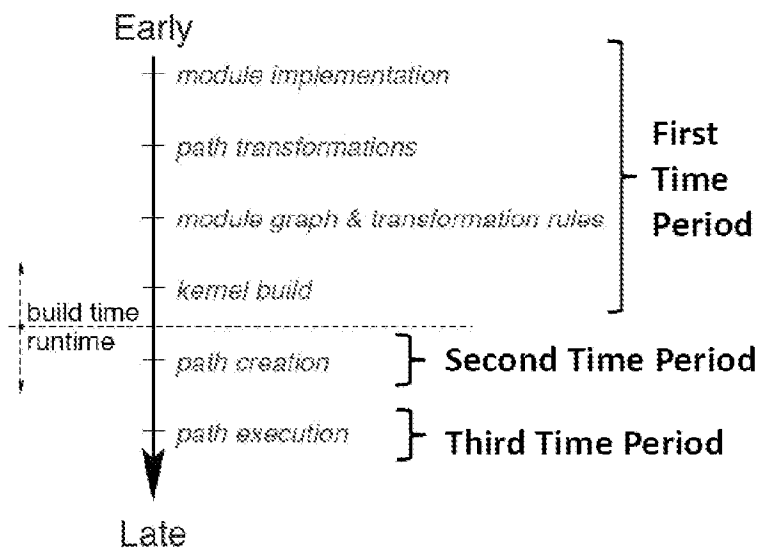 Early
module implementation
First
Time
Period
path transformations
module graph & transformation rules
kernel build
build time
runtime
path creation
Second Time Period
path execution
Third Time Period
Late